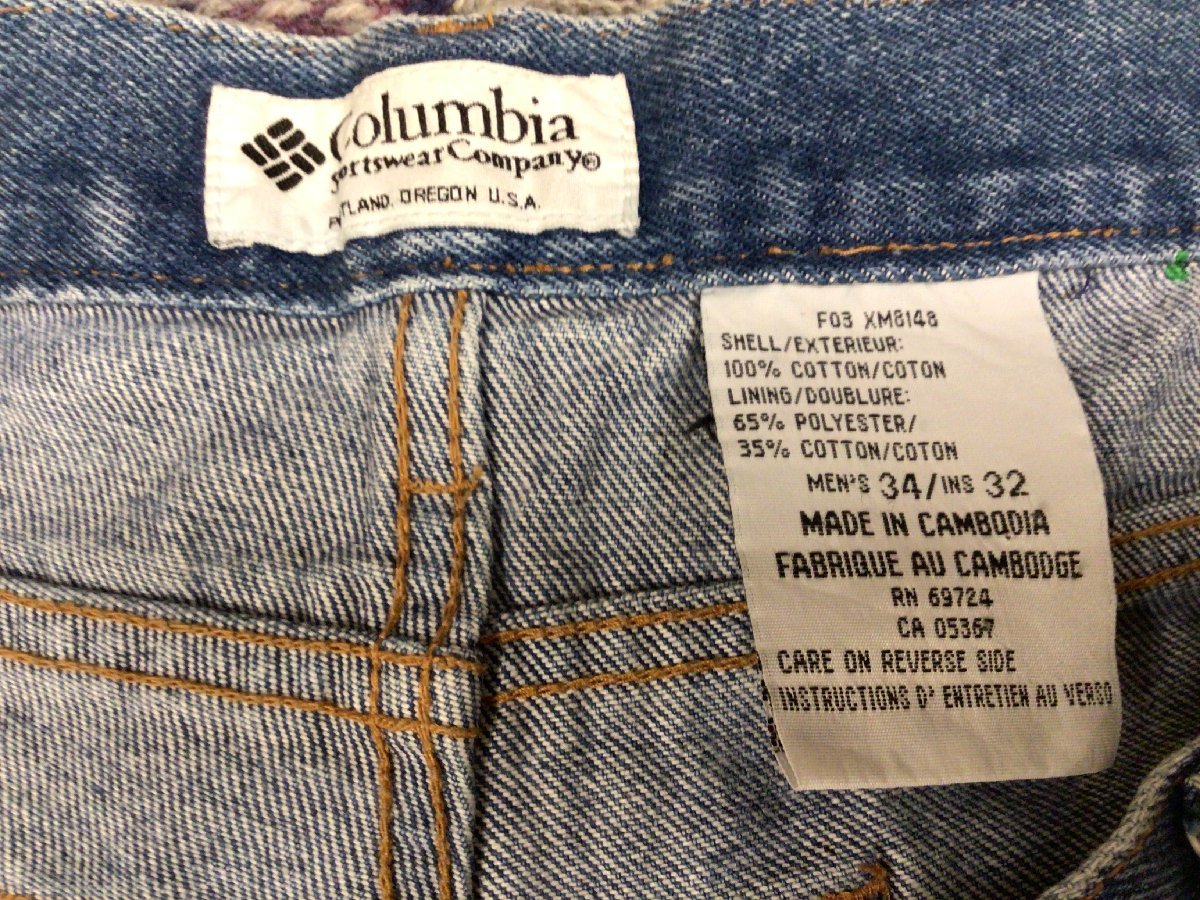 Columbia
Sportswear Company®
PORTLAND, OREGON U.S.A.
F03 XM8148
SHELL/EXTERIEUR:
100% COTTON/COTON
LINING/DOUBLURE:
65% POLYESTER/
35% COTTON/COTON
MEN'S 34/INS 32
MADE IN CAMBODIA
FABRIQUE AU CAMBODGE
RN 69724
CA 05367
CARE ON REVERSE SIDE
INSTRUCTIONS D' ENTRETIEN AU VERSO